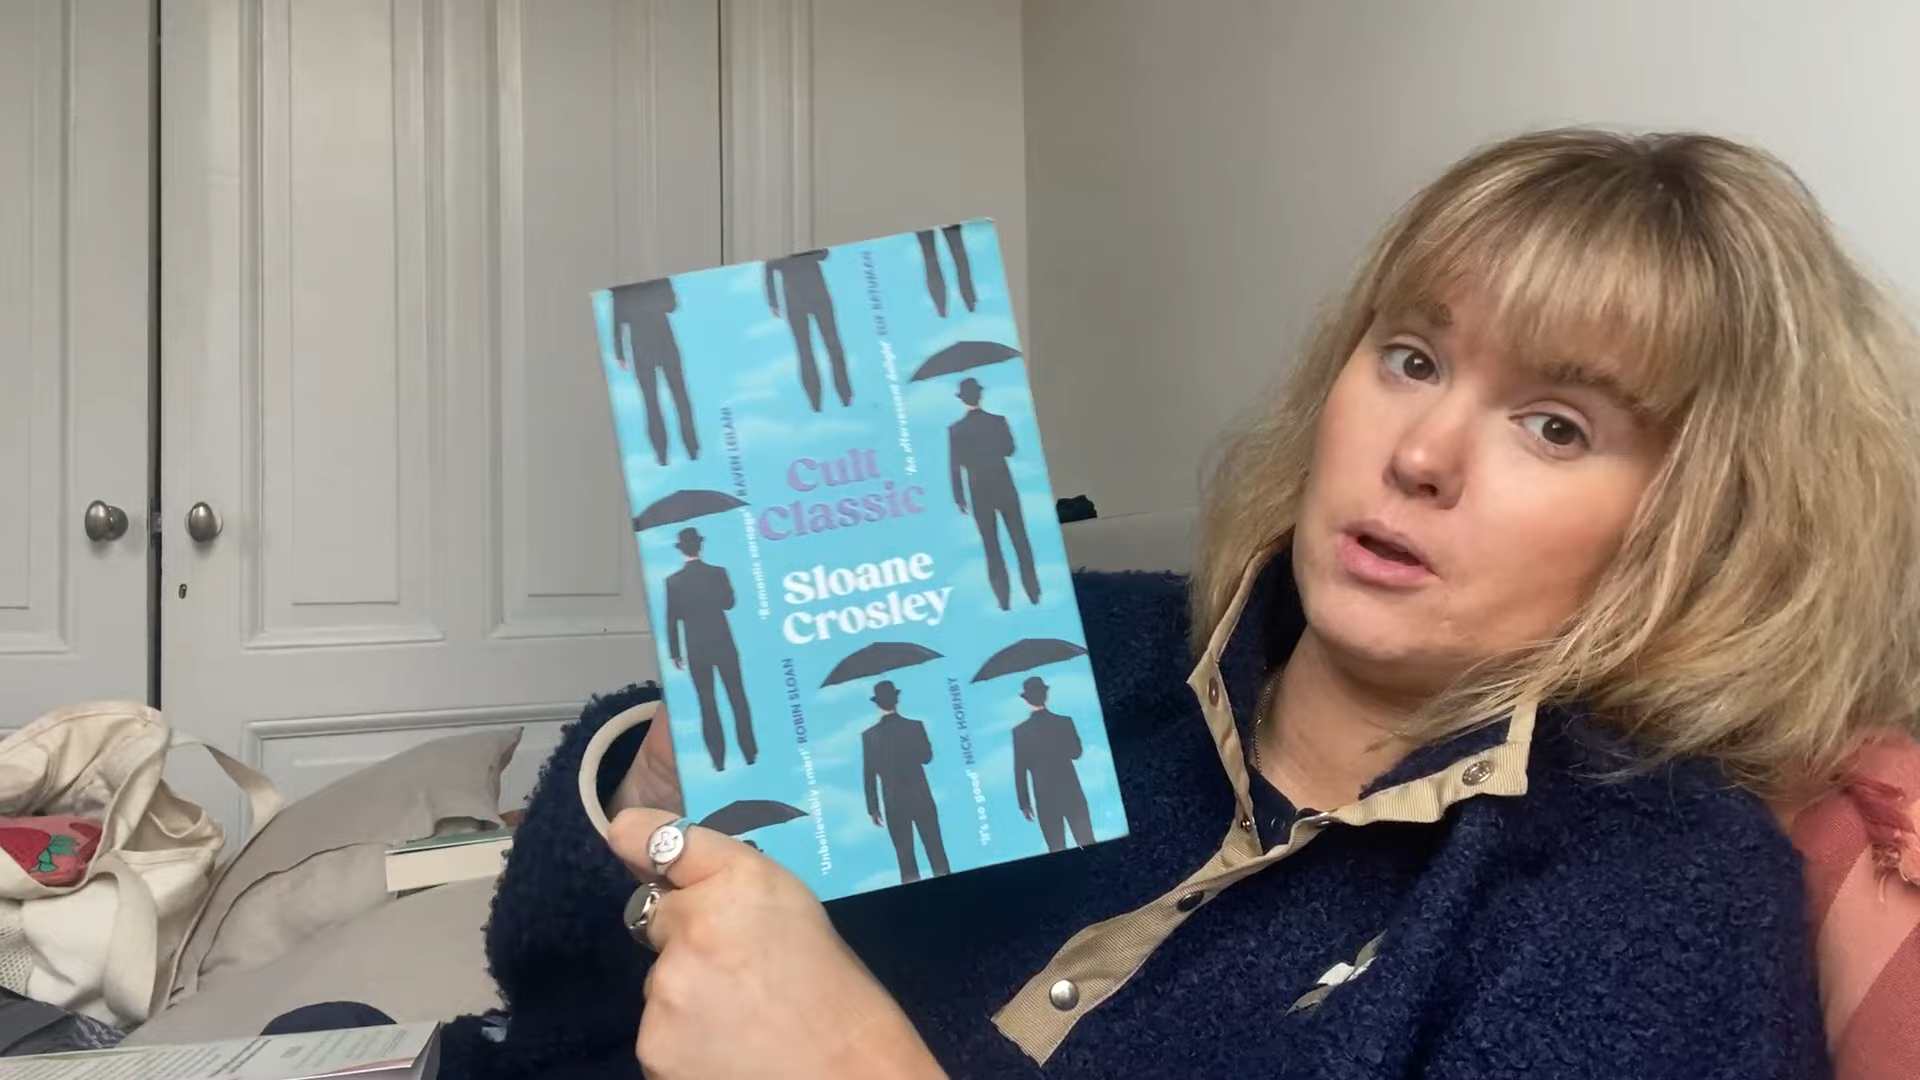 'An effervescent delight' ELIF BATUMAN
'Romantic carnage' RAVEN LEILANI
Cult
Classic
Sloane
Crosley
'Unbelievably smart' ROBIN SLOAN
'It's so good' NICK HORNBY